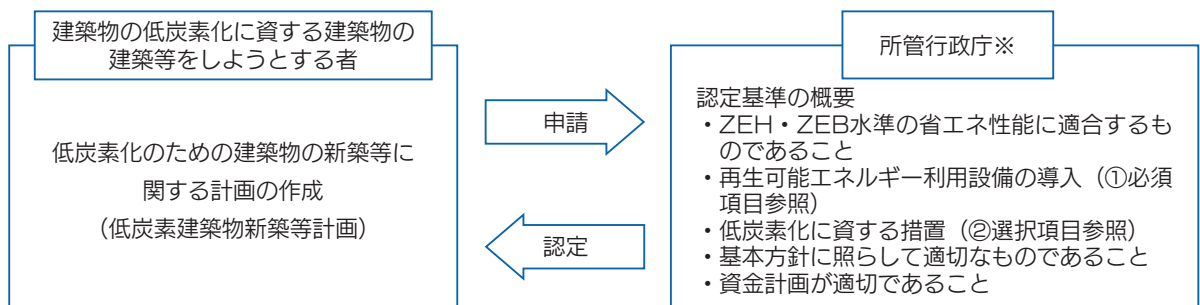 建築物の低炭素化に資する建築物の
建築等をしようとする者
低炭素化のための建築物の新築等に
関する計画の作成
（低炭素建築物新築等計画）
申請
認定
所管行政庁※
認定基準の概要
・ZEH・ZEB水準の省エネ性能に適合するも
のであること
・再生可能エネルギー利用設備の導入（①必須
項目参照）
・低炭素化に資する措置（②選択項目参照）
・基本方針に照らして適切なものであること
・資金計画が適切であること